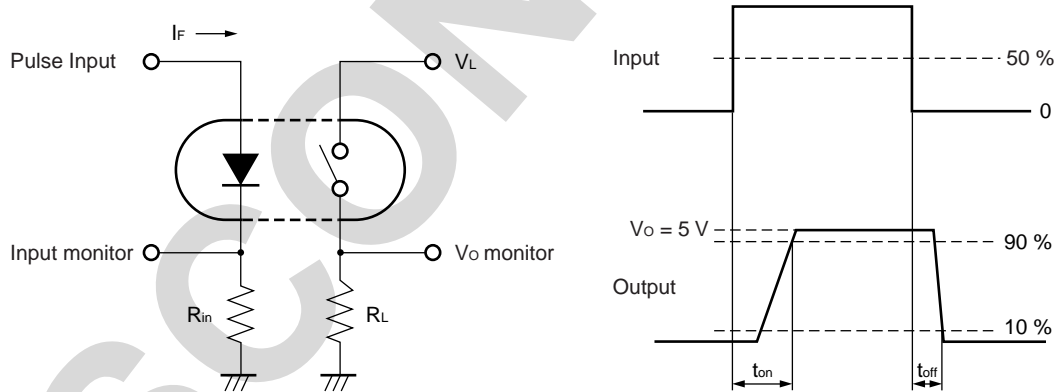 IF
Pulse Input
VL
Input monitor
VO monitor
Rin
RL
Input
50 %
0
VO = 5 V
90 %
Output
10 %
ton
toff